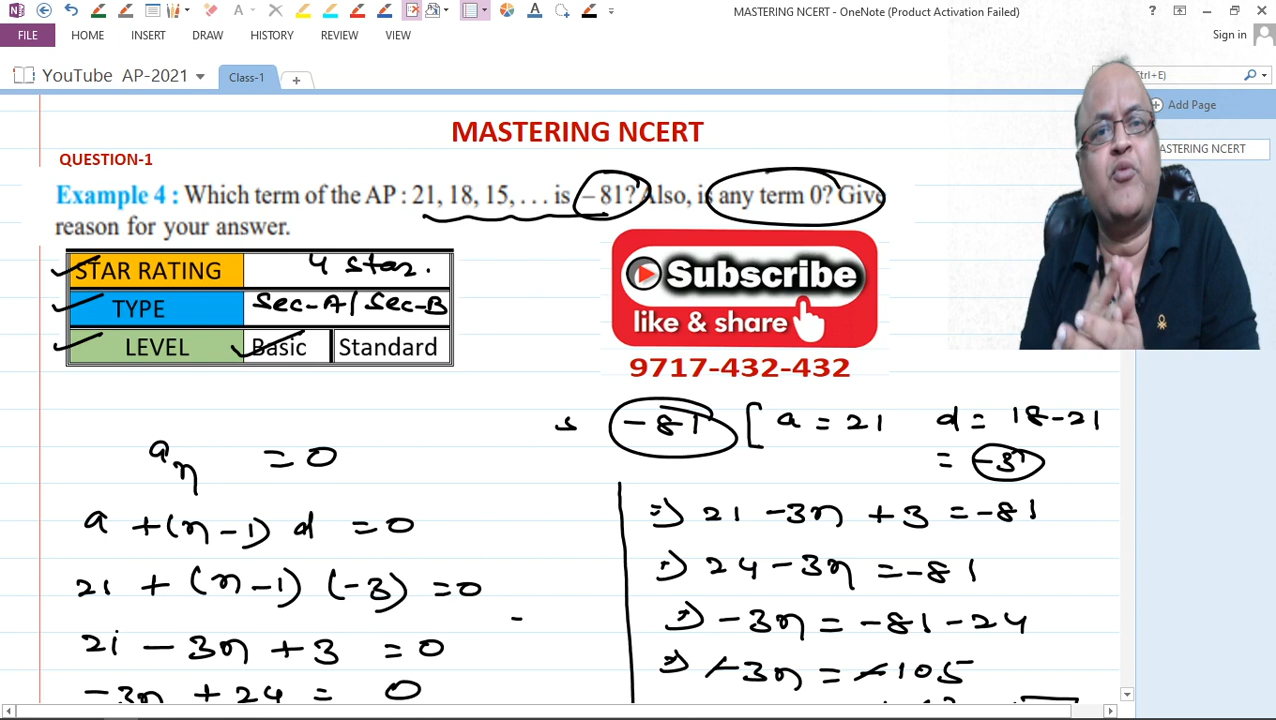 MASTERING NCERT - OneNote (Product Activation Failed)
FILE HOME INSERT DRAW HISTORY REVIEW VIEW
Sign in
YouTube AP-2021 Class-1
Ctrl+E)
Add Page
MASTERING NCERT
ASTERING NCERT
QUESTION-1
Example 4 : Which term of the AP : 21, 18, 15, . . . is – 81? Also, is any term 0? Give
reason for your answer.
STAR RATING 4 star.
TYPE Sec-A/Sec-B
LEVEL Basic Standard
Subscribe
like & share
9717-432-432
-81 [ a = 21 d = 18-21
= -3
aₙ = 0
a + (n-1) d = 0
21 + (n-1) (-3) = 0
21 - 3n + 3 = 0
-3n + 24 = 0
=> 21 - 3n + 3 = -81
=> 24 - 3n = -81
=> -3n = -81-24
=> -3n = -105